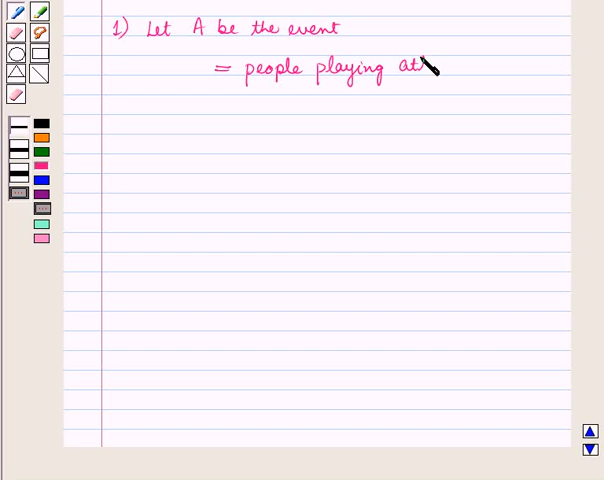 1) Let A be the event
= people playing at